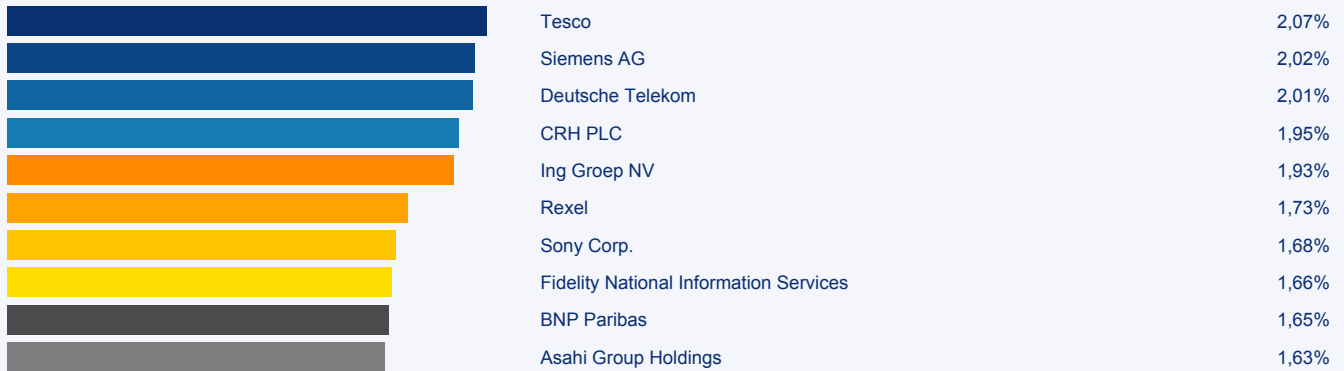 Tesco 2,07%
Siemens AG 2,02%
Deutsche Telekom 2,01%
CRH PLC 1,95%
Ing Groep NV 1,93%
Rexel 1,73%
Sony Corp. 1,68%
Fidelity National Information Services 1,66%
BNP Paribas 1,65%
Asahi Group Holdings 1,63%